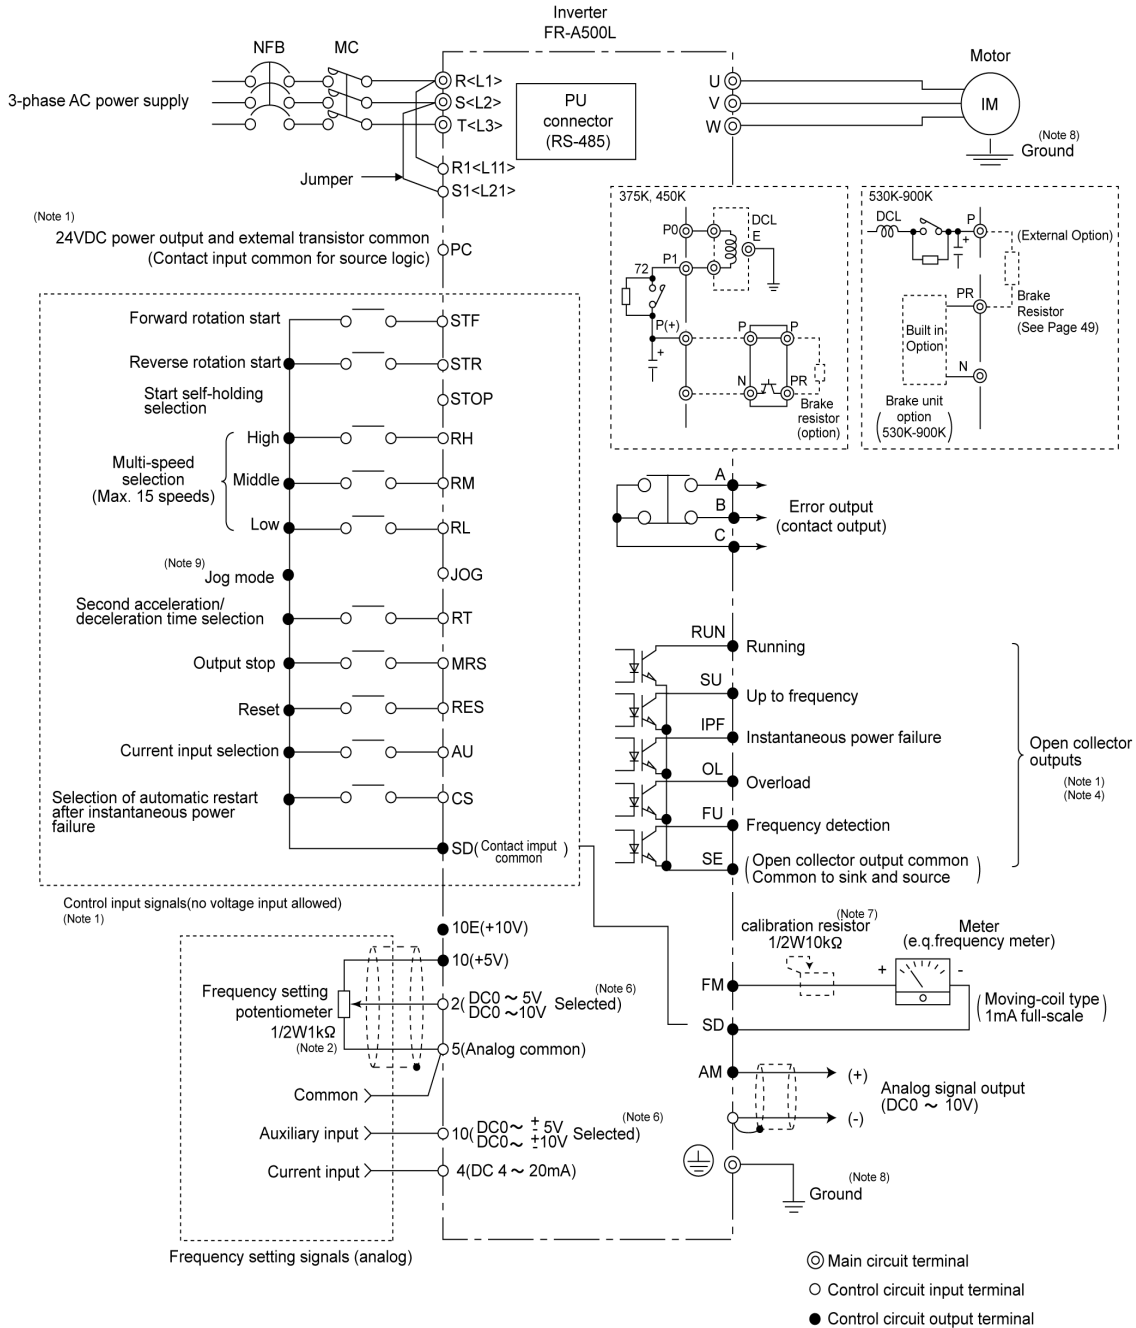 Inverter
FR-A500L
NFB
MC
3-phase AC power supply
R<L1>
S<L2>
T<L3>
R1<L11>
S1<L21>
Jumper
PU
connector
(RS-485)
U
V
W
Motor
IM
(Note 8)
Ground
(Note 1)
24VDC power output and extemal transistor common
(Contact input common for source logic)
PC
375K, 450K
P0
DCL
E
P1
72
P(+)
+
P
P
N
PR
Brake
resistor
(option)
530K-900K
DCL
P
+
(External Option)
PR
Brake
Resistor
(See Page 49)
Built in
Option
N
Brake unit
option
(530K-900K)
Forward rotation start
STF
Reverse rotation start
STR
Start self-holding
selection
STOP
Multi-speed
selection
(Max. 15 speeds)
High
RH
Middle
RM
Low
RL
(Note 9)
Jog mode
JOG
Second acceleration/
deceleration time selection
RT
Output stop
MRS
Reset
RES
Current input selection
AU
Selection of automatic restart
after instantaneous power
failure
CS
SD(Contact imput
common)
Control input signals(no voltage input allowed)
(Note 1)
A
B
C
Error output
(contact output)
RUN
Running
SU
Up to frequency
IPF
Instantaneous power failure
OL
Overload
FU
Frequency detection
SE
(Open collector output common
Common to sink and source)
Open collector
outputs
(Note 1)
(Note 4)
10E(+10V)
10(+5V)
Frequency setting
potentiometer
1/2W1kΩ
(Note 2)
2(DC0~5V
DC0~10V Selected)
(Note 6)
5(Analog common)
Common
Auxiliary input
10(DC0~±5V
DC0~±10V Selected)
(Note 6)
Current input
4(DC 4~20mA)
Frequency setting signals (analog)
(Note 7)
calibration resistor
1/2W10kΩ
Meter
(e.q.frequency meter)
FM
+
-
(Moving-coil type
1mA full-scale)
SD
AM
(+)
(-)
Analog signal output
(DC0~10V)
(Note 8)
Ground
Main circuit terminal
Control circuit input terminal
Control circuit output terminal